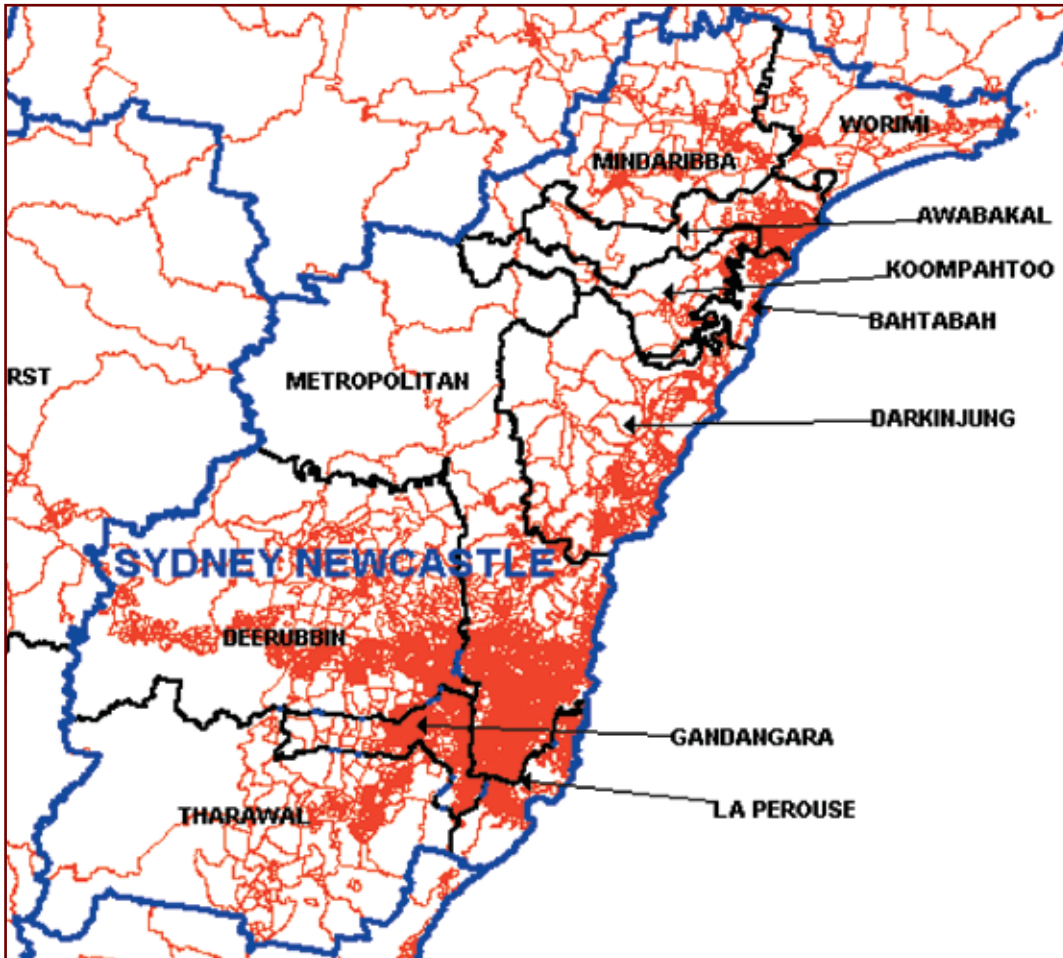 WORIMI
MINDARIBBA
AWABAKAL
KOOMPAHTOO
BAHTABAH
RST
METROPOLITAN
DARKINJUNG
SYDNEY NEWCASTLE
DEERUBBIN
GANDANGARA
LA PEROUSE
THARAWAL